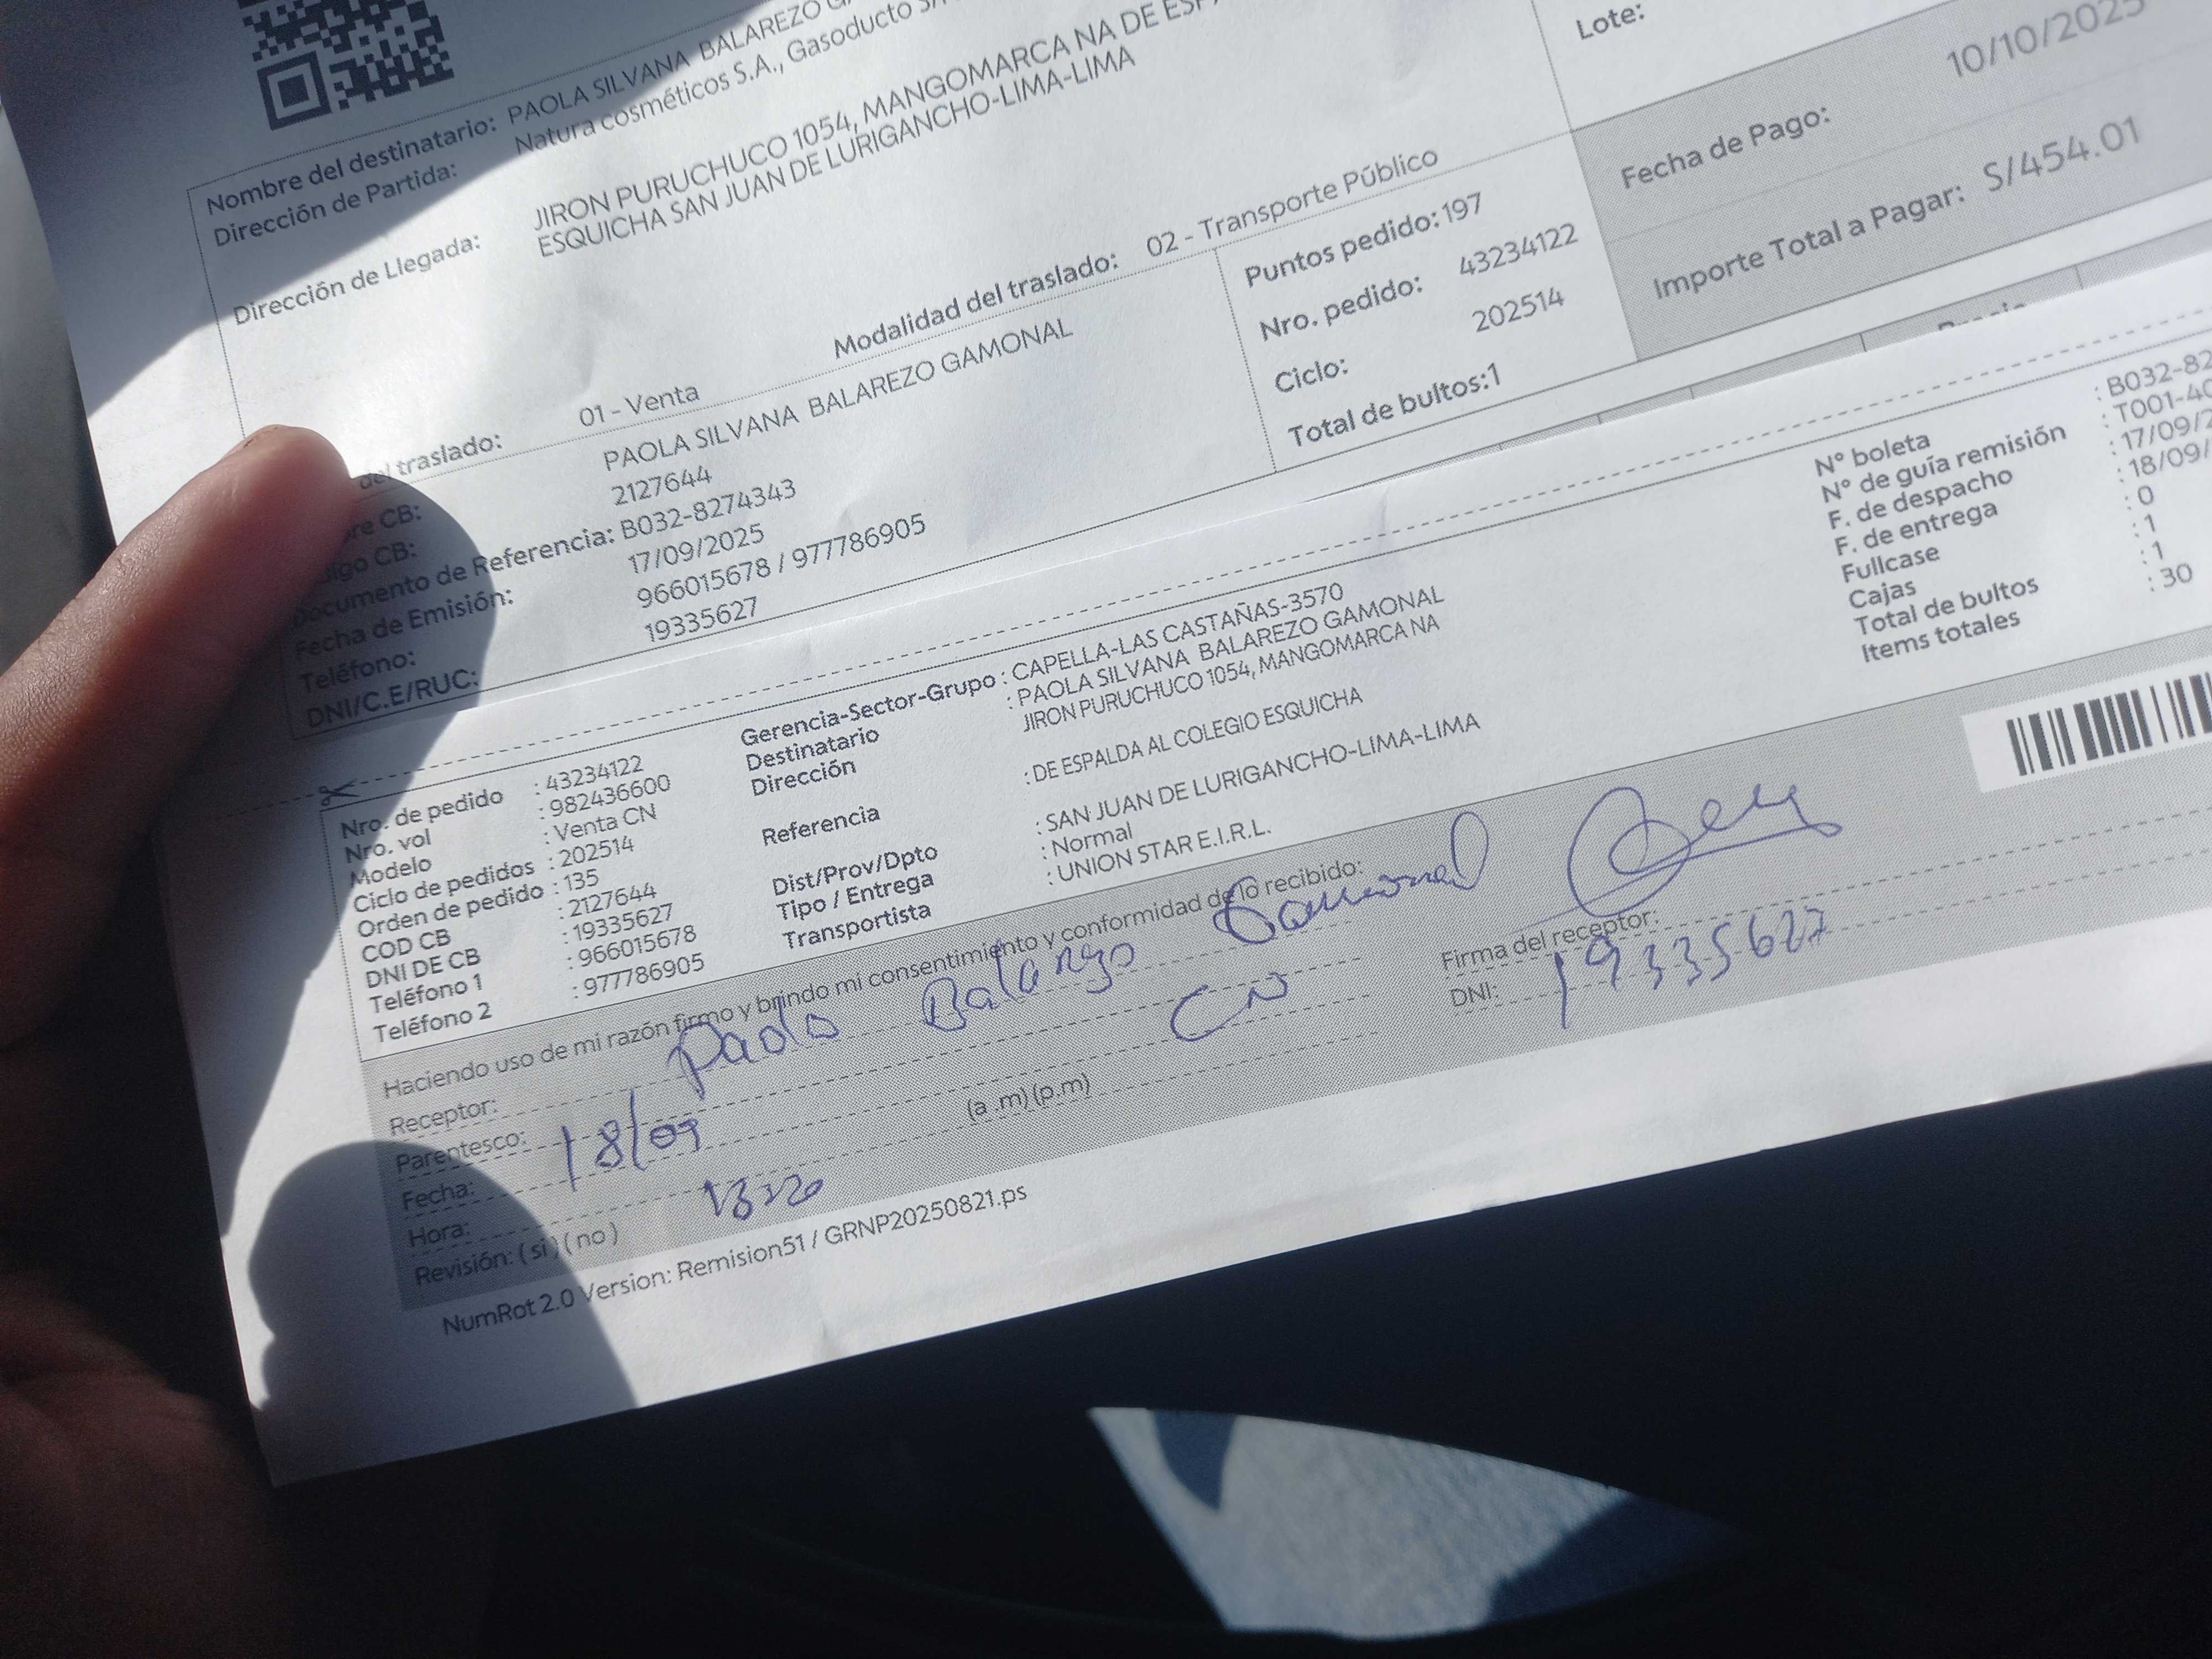 Nombre del destinatario: PAOLA SILVANA BALAREZO
Dirección de Partida: Natura cosméticos S.A., Gasoducto
Dirección de Llegada: JIRON PURUCHUCO 1054, MANGOMARCA NA DE
ESQUICHA SAN JUAN DE LURIGANCHO-LIMA-LIMA
Modalidad del traslado: 02 - Transporte Público
del traslado: 01 - Venta
CB: PAOLA SILVANA BALAREZO GAMONAL
CB: 2127644
Documento de Referencia: B032-8274343
Fecha de Emisión: 17/09/2025
Teléfono: 966015678 / 977786905
DNI/C.E/RUC: 19335627
Puntos pedido: 197
Nro. pedido: 43234122
Ciclo: 202514
Total de bultos:1
Lote:
Fecha de Pago: 10/10/2025
Importe Total a Pagar: S/454.01
Nro. de pedido : 43234122
Nro. vol : 982436600
Modelo : Venta CN
Ciclo de pedidos : 202514
Orden de pedido : 135
COD CB : 2127644
DNI DE CB : 19335627
Teléfono 1 : 966015678
Teléfono 2 : 977786905
Gerencia-Sector-Grupo : CAPELLA-LAS CASTAÑAS-3570
Destinatario : PAOLA SILVANA BALAREZO GAMONAL
Dirección JIRON PURUCHUCO 1054, MANGOMARCA NA
Referencia : DE ESPALDA AL COLEGIO ESQUICHA
Dist/Prov/Dpto : SAN JUAN DE LURIGANCHO-LIMA-LIMA
Tipo / Entrega : Normal
Transportista : UNION STAR E.I.R.L.
N° boleta : B032-82
N° de guía remisión : T001-40
F. de despacho : 17/09/2
F. de entrega : 18/09/
Fullcase : 0
Cajas : 1
Total de bultos : 1
Items totales : 30
Haciendo uso de mi razón firmo y brindo mi consentimiento y conformidad de lo recibido:
Receptor: Paola Gamonal
Parentesco: CN
Fecha: 18/09
Hora: (a .m) (p.m)
Revisión: ( si ) ( no )
Firma del receptor:
DNI: 19335627
NumRot 2.0 Version: Remision51 / GRNP20250821.ps